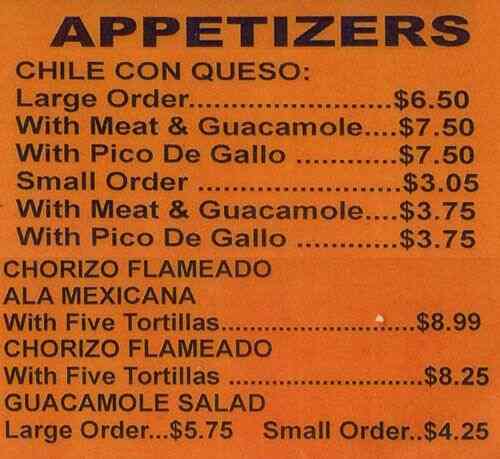 APPETIZERS
CHILE CON QUESO:
Large Order.........................$6.50
With Meat & Guacamole....$7.50
With Pico De Gallo ..............$7.50
Small Order .........................$3.05
With Meat & Guacamole....$3.75
With Pico De Gallo ..............$3.75
CHORIZO FLAMEADO
ALA MEXICANA
With Five Tortillas............................$8.99
CHORIZO FLAMEADO
With Five Tortillas ............................$8.25
GUACAMOLE SALAD
Large Order...$5.75 Small Order..$4.25